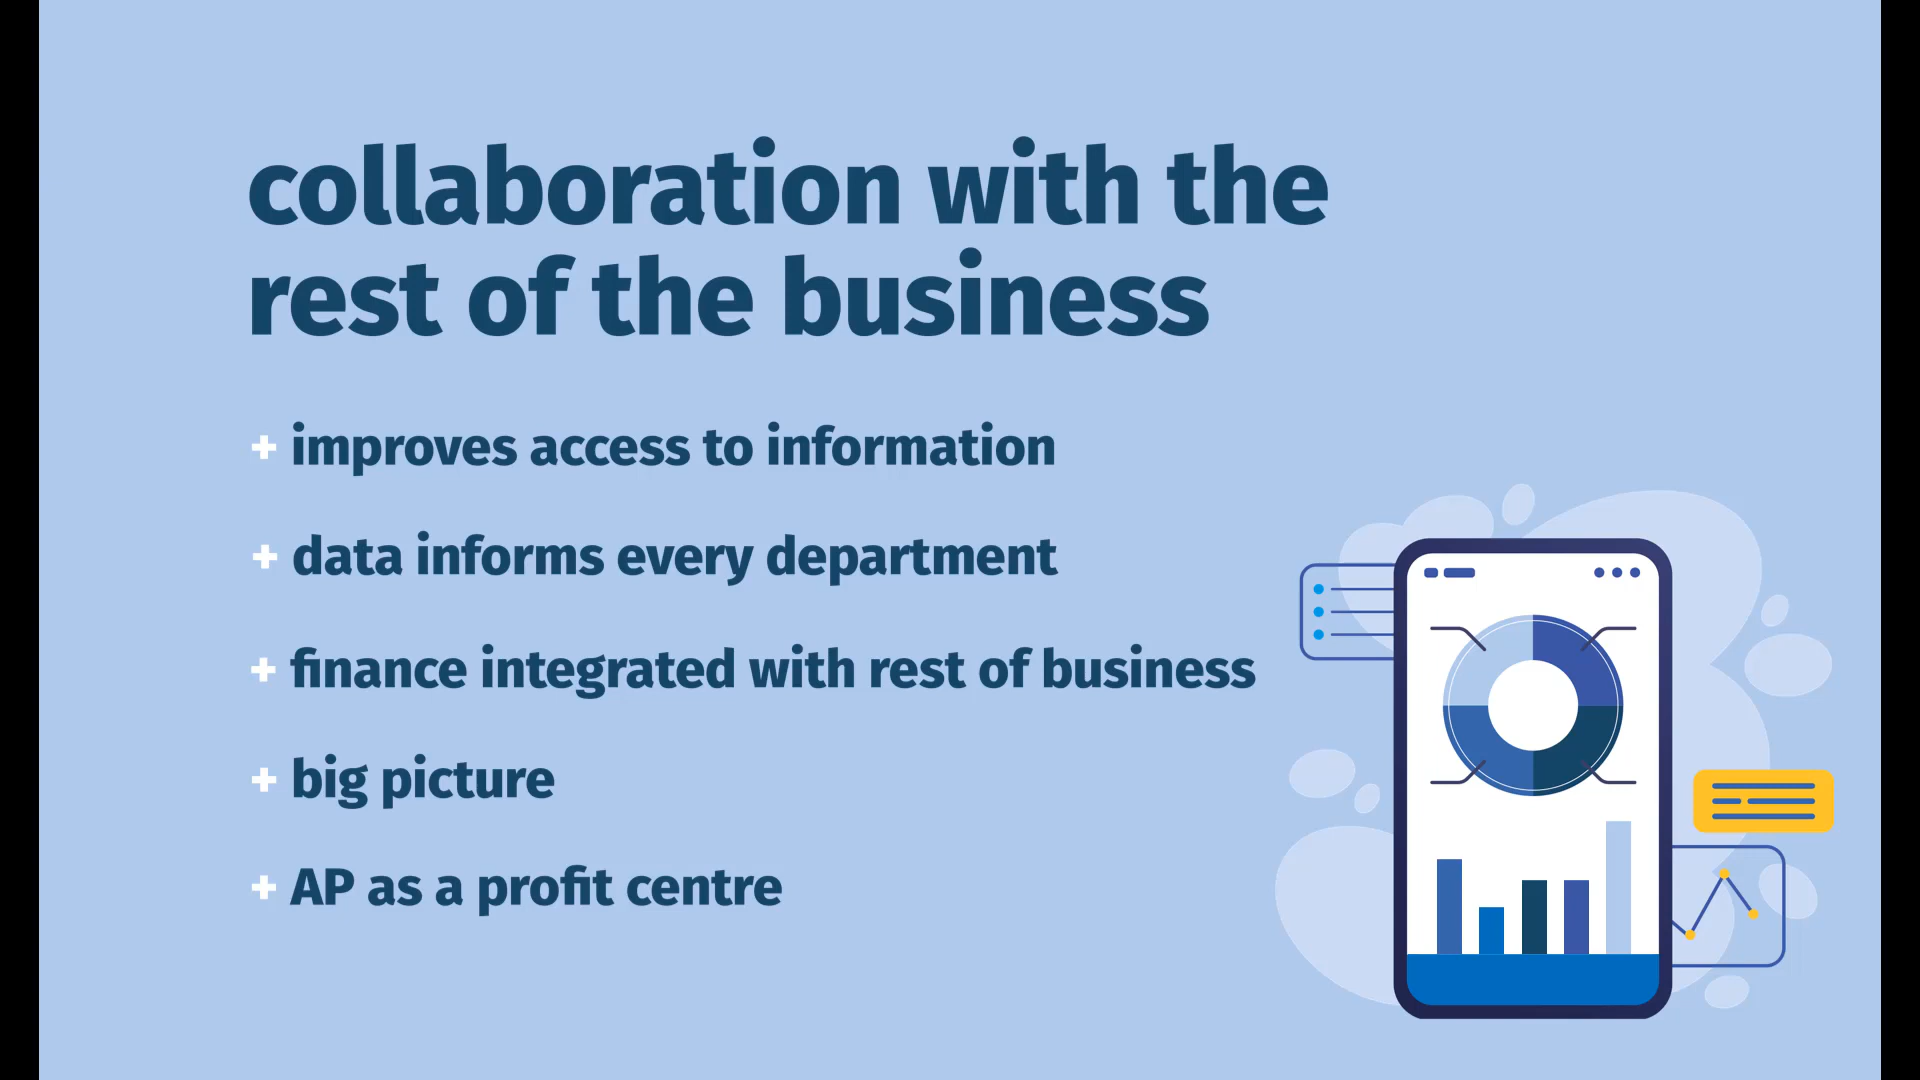 collaboration with the
rest of the business
+ improves access to information
+ data informs every department
+ finance integrated with rest of business
+ big picture
+ AP as a profit centre